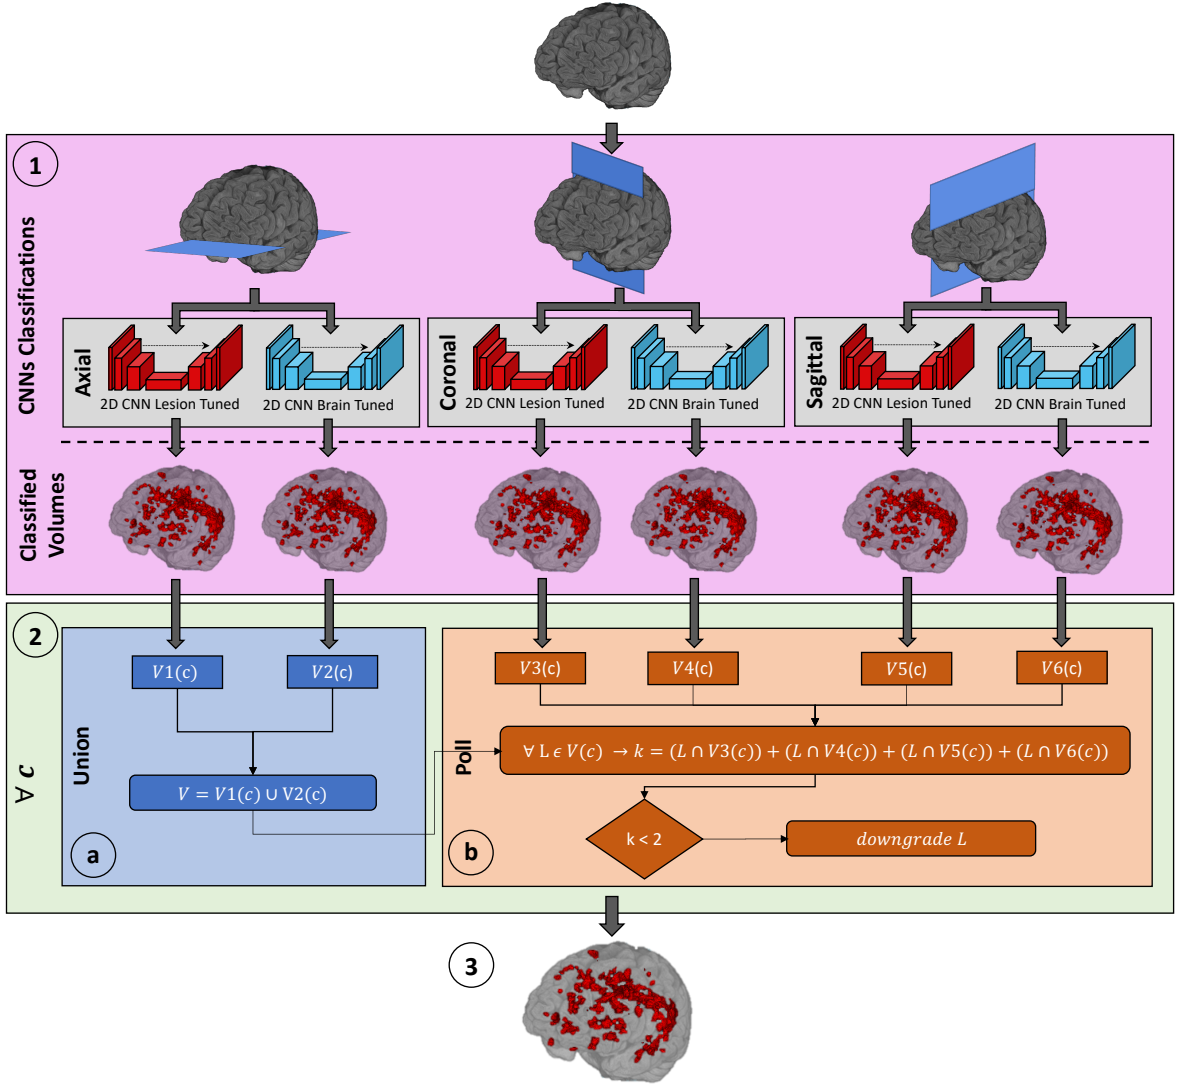 1
CNNs Classifications
Axial
2D CNN Lesion Tuned
2D CNN Brain Tuned
Coronal
2D CNN Lesion Tuned
2D CNN Brain Tuned
Sagittal
2D CNN Lesion Tuned
2D CNN Brain Tuned
Classified
Volumes
2
∀ c
Union
V1(c)
V2(c)
V = V1(c) ∪ V2(c)
a
Poll
V3(c)
V4(c)
V5(c)
V6(c)
∀ L ϵ V(c) → k = (L ∩ V3(c)) + (L ∩ V4(c)) + (L ∩ V5(c)) + (L ∩ V6(c))
k < 2
downgrade L
b
3